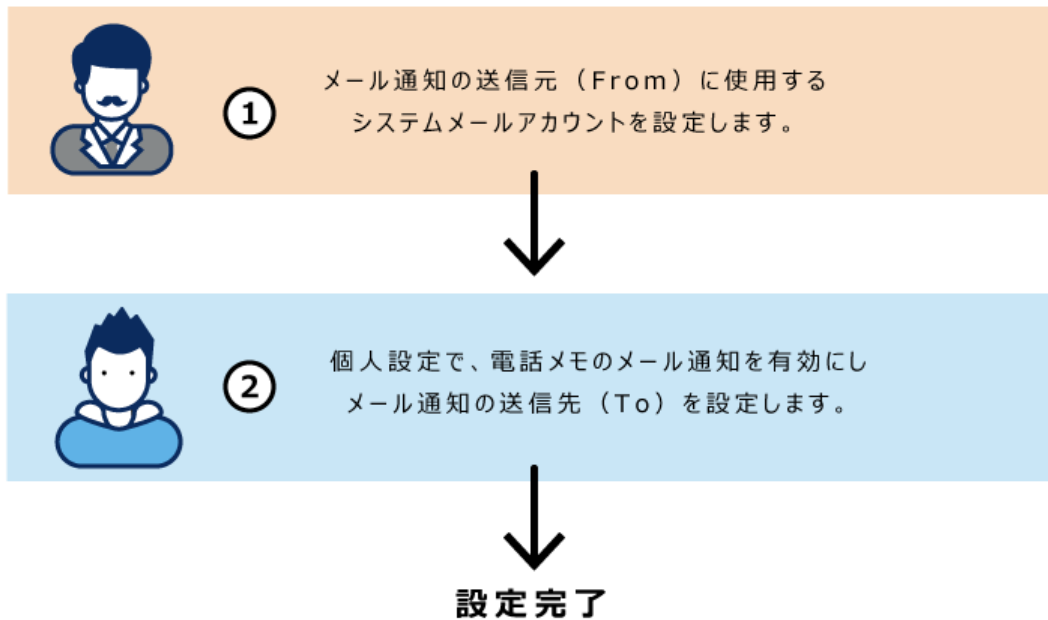 ①
メール通知の送信元（From）に使用する
システムメールアカウントを設定します。
②
個人設定で、電話メモのメール通知を有効にし
メール通知の送信先（To）を設定します。
設定完了